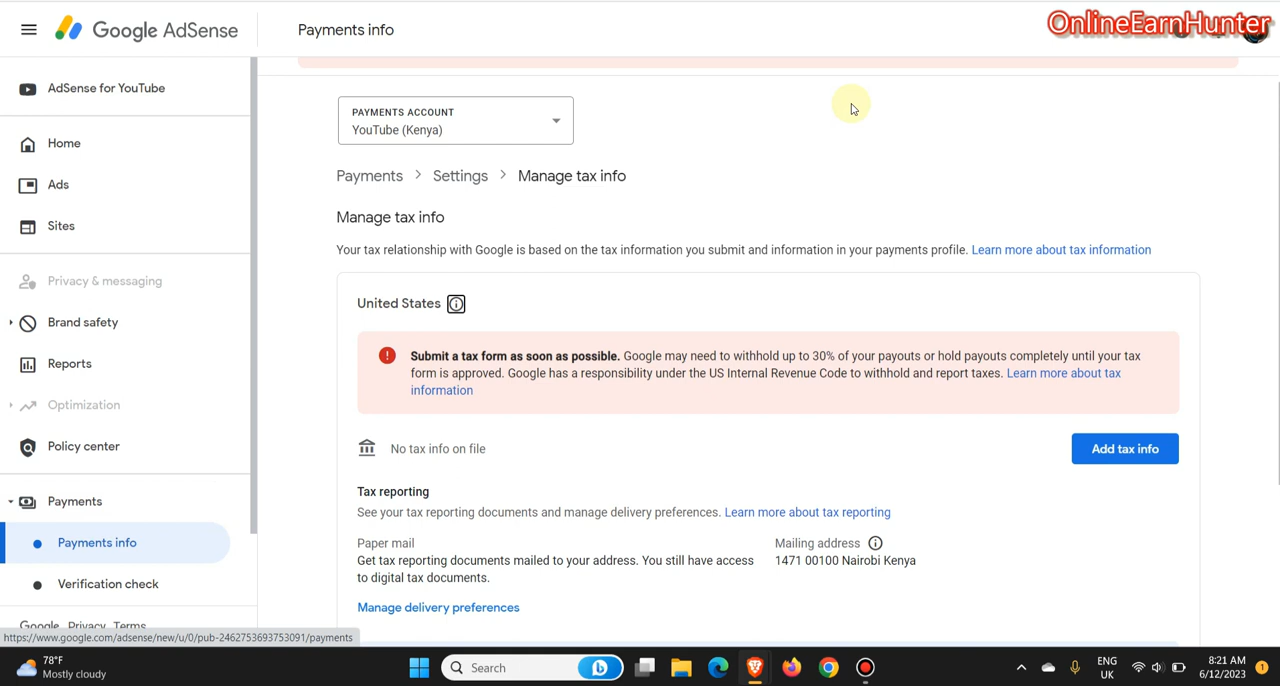 Google AdSense
Payments info
OnlineEarnHunter
AdSense for YouTube
Home
Ads
Sites
Privacy & messaging
Brand safety
Reports
Optimization
Policy center
Payments
Payments info
Verification check
Google Privacy Terms
https://www.google.com/adsense/new/u/0/pub-2462753693753091/payments
PAYMENTS ACCOUNT
YouTube (Kenya)
Payments > Settings > Manage tax info
Manage tax info
Your tax relationship with Google is based on the tax information you submit and information in your payments profile. Learn more about tax information
United States
Submit a tax form as soon as possible. Google may need to withhold up to 30% of your payouts or hold payouts completely until your tax
form is approved. Google has a responsibility under the US Internal Revenue Code to withhold and report taxes. Learn more about tax
information
No tax info on file
Add tax info
Tax reporting
See your tax reporting documents and manage delivery preferences. Learn more about tax reporting
Paper mail
Get tax reporting documents mailed to your address. You still have access
to digital tax documents.
Mailing address
1471 00100 Nairobi Kenya
Manage delivery preferences
78°F
Mostly cloudy
Search
ENG
UK
8:21 AM
6/12/2023
1